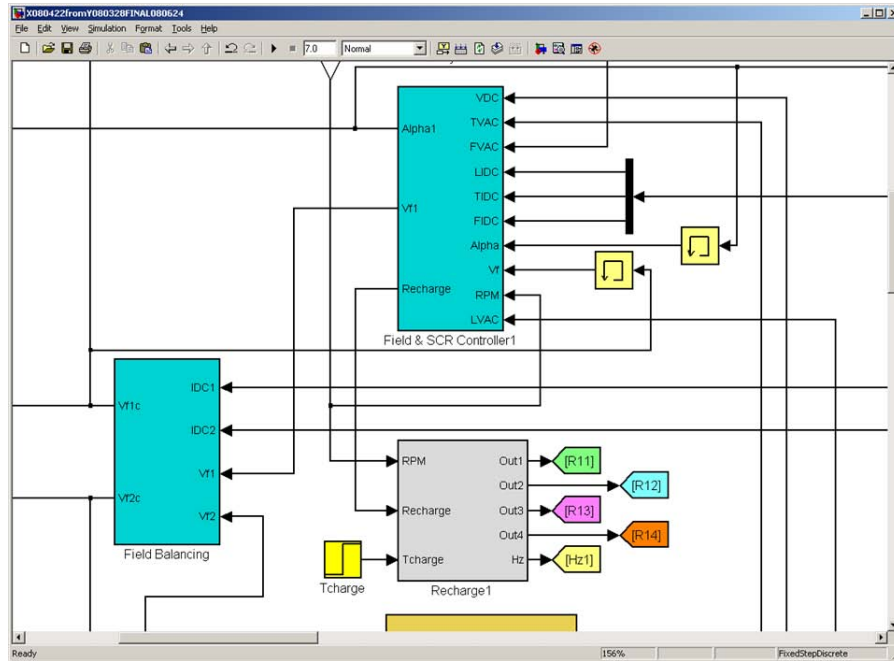 X080422fromY080328FINAL080624
File Edit View Simulation Format Tools Help
7.0 Normal
VDC
TVAC
Alpha1
FVAC
LIDC
TIDC
Vf1
FIDC
Alpha
Vf
Recharge
RPM
LVAC
Field & SCR Controller1
IDC1
Vf1c
IDC2
Vf1
Vf2c
Vf2
Field Balancing
RPM
Out1
[R11]
Out2
[R12]
Recharge
Out3
[R13]
Out4
[R14]
Tcharge
Hz
[Hz1]
Tcharge
Recharge1
Ready 156% FixedStepDiscrete